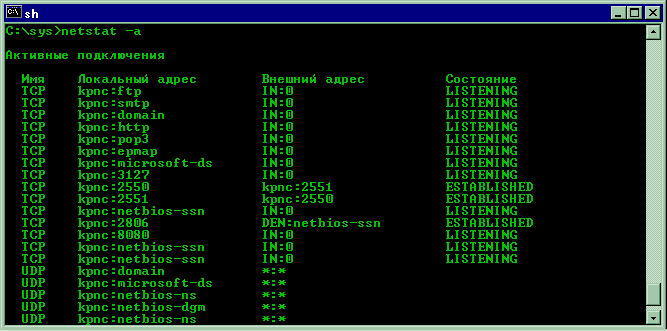 sh
C:\sys>netstat -a
Активные подключения
Имя Локальный адрес Внешний адрес Состояние
TCP kpnc:ftp IN:0 LISTENING
TCP kpnc:smtp IN:0 LISTENING
TCP kpnc:domain IN:0 LISTENING
TCP kpnc:http IN:0 LISTENING
TCP kpnc:pop3 IN:0 LISTENING
TCP kpnc:epmap IN:0 LISTENING
TCP kpnc:microsoft-ds IN:0 LISTENING
TCP kpnc:3127 IN:0 LISTENING
TCP kpnc:2550 kpnc:2551 ESTABLISHED
TCP kpnc:2551 kpnc:2550 ESTABLISHED
TCP kpnc:netbios-ssn IN:0 LISTENING
TCP kpnc:2806 DEN:netbios-ssn ESTABLISHED
TCP kpnc:8080 IN:0 LISTENING
TCP kpnc:netbios-ssn IN:0 LISTENING
TCP kpnc:netbios-ssn IN:0 LISTENING
UDP kpnc:domain *:*
UDP kpnc:microsoft-ds *:*
UDP kpnc:netbios-ns *:*
UDP kpnc:netbios-dgm *:*
UDP kpnc:netbios-ns *:*